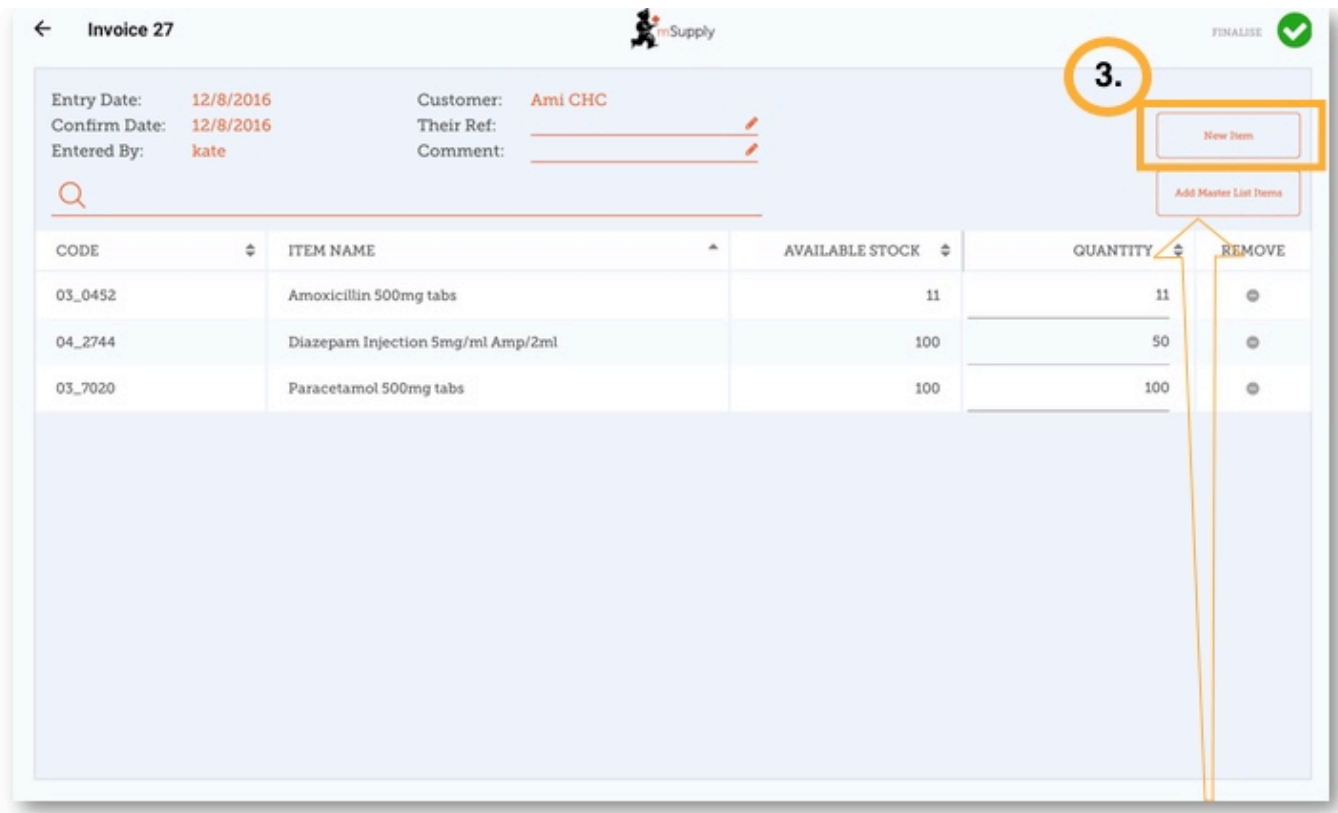 Invoice 27
mSupply
FINALISE
3.
Entry Date: 12/8/2016 Customer: Ami CHC
Confirm Date: 12/8/2016 Their Ref:
Entered By: kate Comment:
New Item
Add Master List Items
CODE ITEM NAME AVAILABLE STOCK QUANTITY REMOVE
03_0452 Amoxicillin 500mg tabs 11 11
04_2744 Diazepam Injection 5mg/ml Amp/2ml 100 50
03_7020 Paracetamol 500mg tabs 100 100